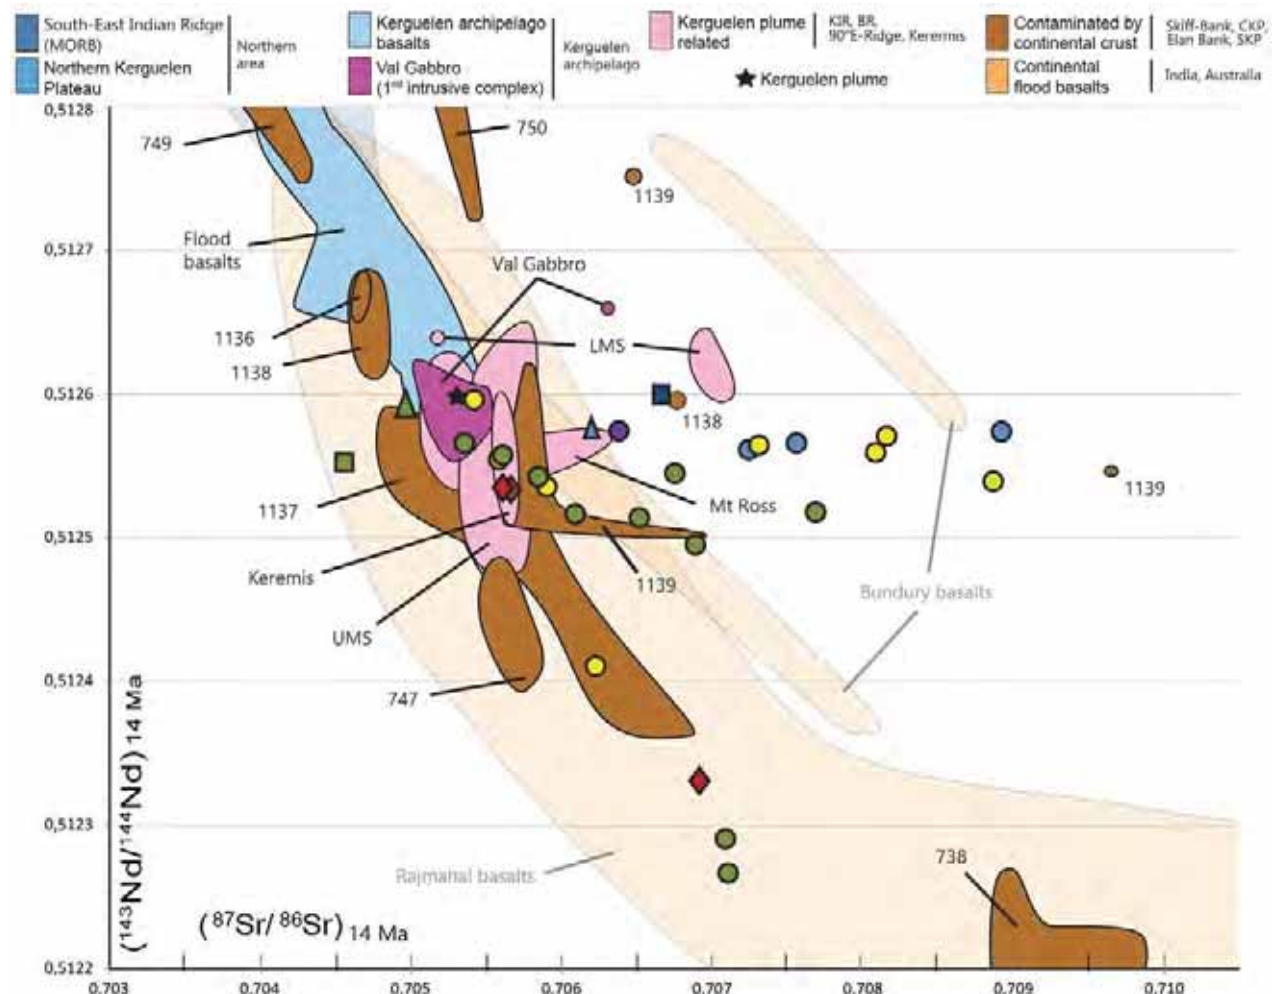 South-East Indian Ridge
(MORB)
Northern Kerguelen
Plateau
Northern
area
Kerguelen archipelago
basalts
Val Gabbro
(1st intrusive complex)
Kerguelen
archipelago
Kerguelen plume
related
KIR, BR,
90°E-Ridge, Kerermis
Kerguelen plume
Contaminated by
continental crust
Skiff-Bank, CKP,
Elan Bank, SKP
Continental
flood basalts
India, Australia
0,5128
749
750
1139
Flood
basalts
0,5127
Val Gabbro
1136
LMS
1138
0,5126
1138
Mt Ross
1139
1137
0,5125
Keremis
1139
Bundury basalts
UMS
0,5124
747
(143Nd/144Nd) 14 Ma
0,5123
738
Rajmahal basalts
(87Sr/ 86Sr) 14 Ma
0,5122
0.703
0.704
0.705
0.706
0.707
0.708
0.709
0.710